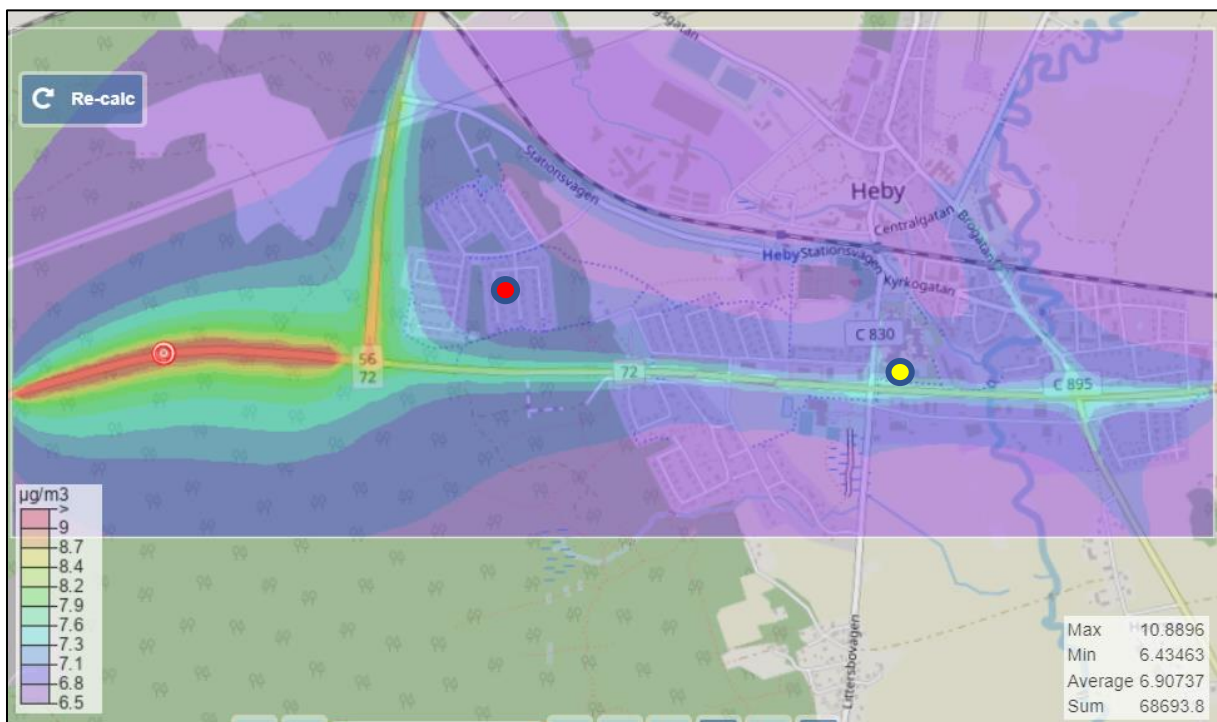 gsgatan
Re-calc
Stationsvägen
Heby
Centralgatan
Brogatan
Heby
Stationsvägen
Kyrkogatan
C 830
56
72
72
C 895
µg/m3
>
9
8.7
8.4
8.2
7.9
7.6
7.3
7.1
6.8
6.5
Littersbovägen
Max 10.8896
Min 6.43463
Average 6.90737
Sum 68693.8